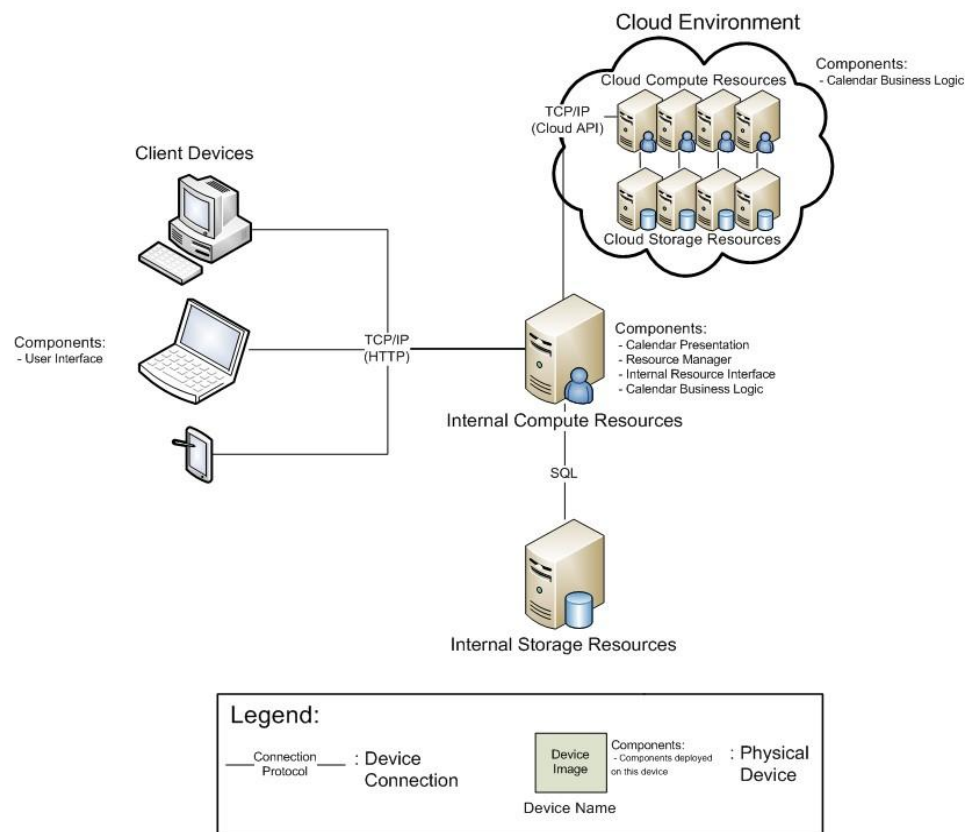 Cloud Environment
Components:
- Calendar Business Logic
Cloud Compute Resources
TCP/IP
(Cloud API)
Cloud Storage Resources
Client Devices
Components:
- User Interface
TCP/IP
(HTTP)
Components:
- Calendar Presentation
- Resource Manager
- Internal Resource Interface
- Calendar Business Logic
Internal Compute Resources
SQL
Internal Storage Resources
Legend:
Connection
Protocol
: Device
Connection
Device
Image
Components:
- Components deployed
on this device
Device Name
: Physical
Device